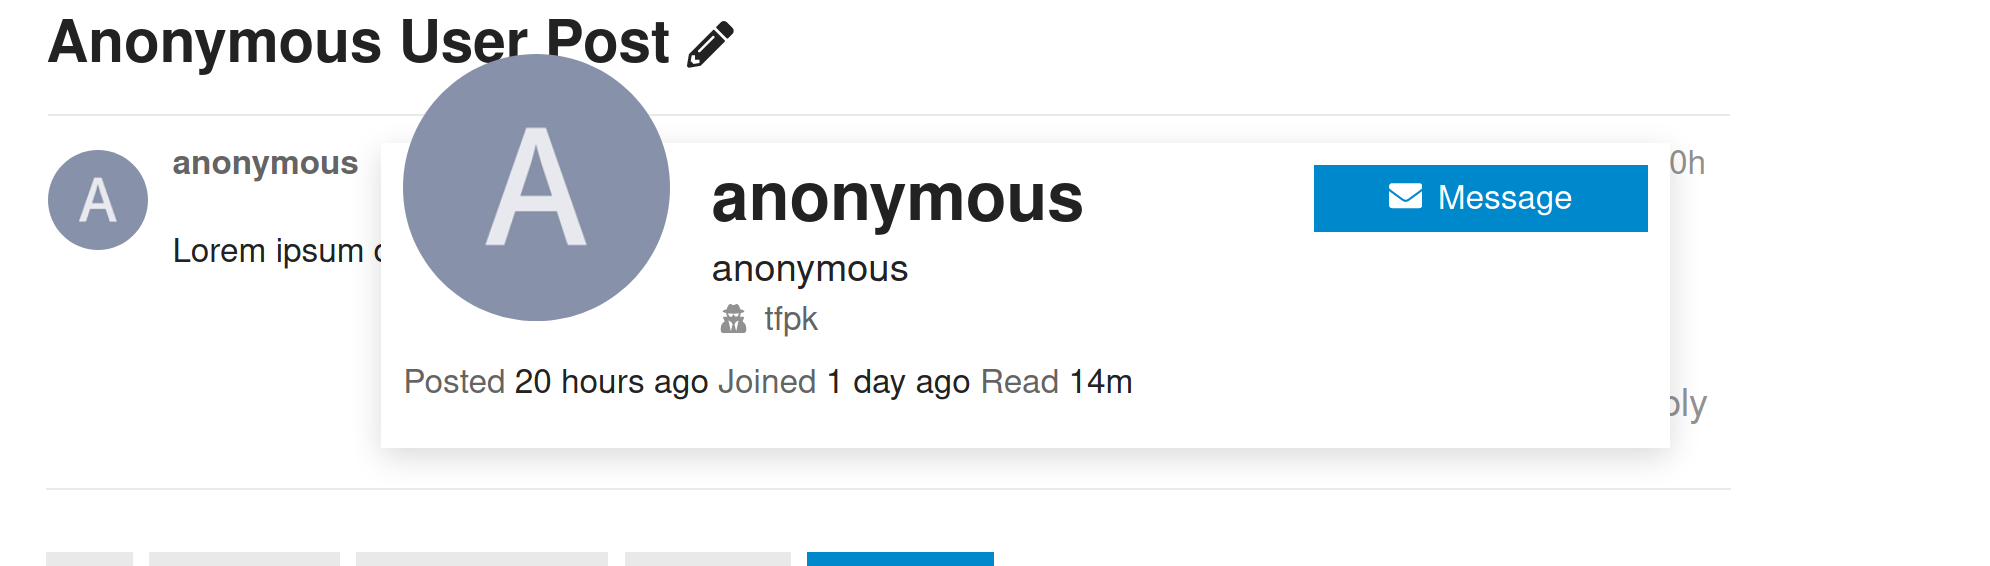 Anonymous User Post
A
anonymous
Lorem ipsum
A
anonymous
Message
anonymous
tfpk
Posted 20 hours ago Joined 1 day ago Read 14m
0h